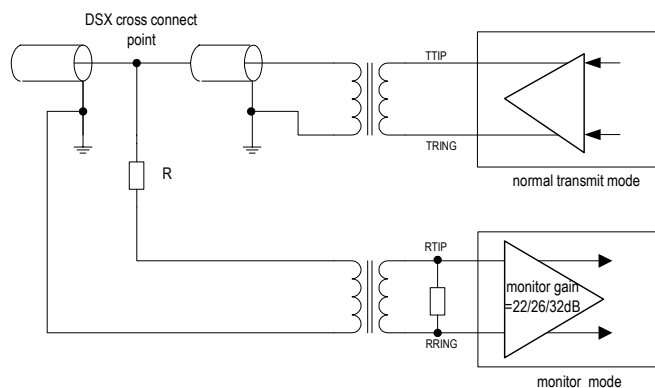 DSX cross connect
point
TTIP
TRING
normal transmit mode
R
RTIP
monitor gain
=22/26/32dB
RRING
monitor mode